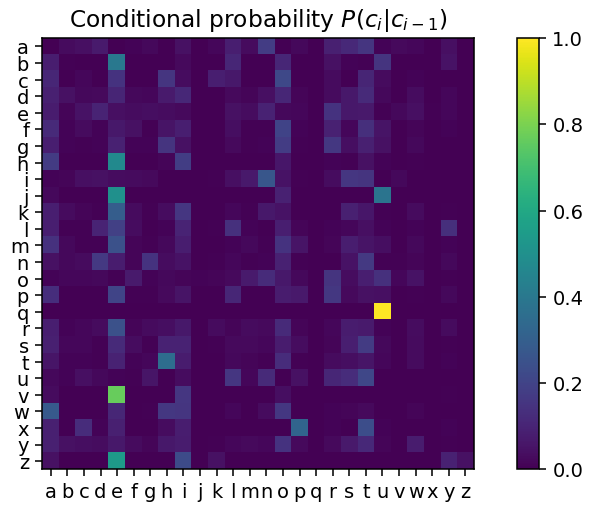 Conditional probability $P(c_i|c_{i-1})$
a
b
c
d
e
f
g
h
i
j
k
l
m
n
o
p
q
r
s
t
u
v
w
x
y
z
a b c d e f g h i j k l m n o p q r s t u v w x y z
1.0
0.8
0.6
0.4
0.2
0.0